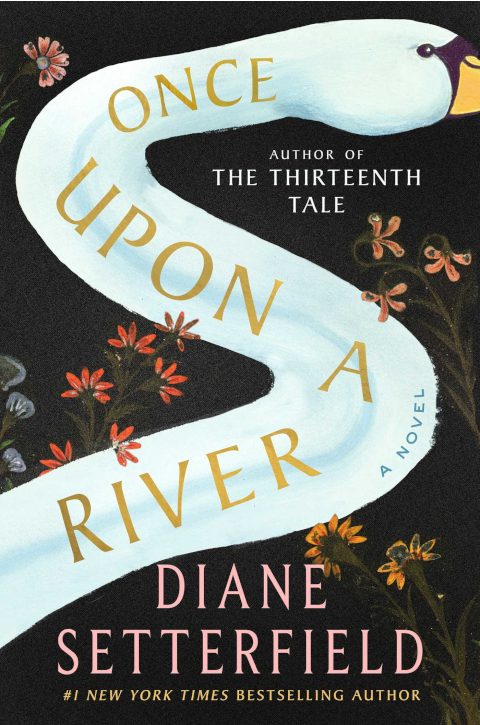 ONCE
AUTHOR OF
THE THIRTEENTH
TALE
UPON
A
A NOVEL
RIVER
DIANE
SETTERFIELD
#1 NEW YORK TIMES BESTSELLING AUTHOR